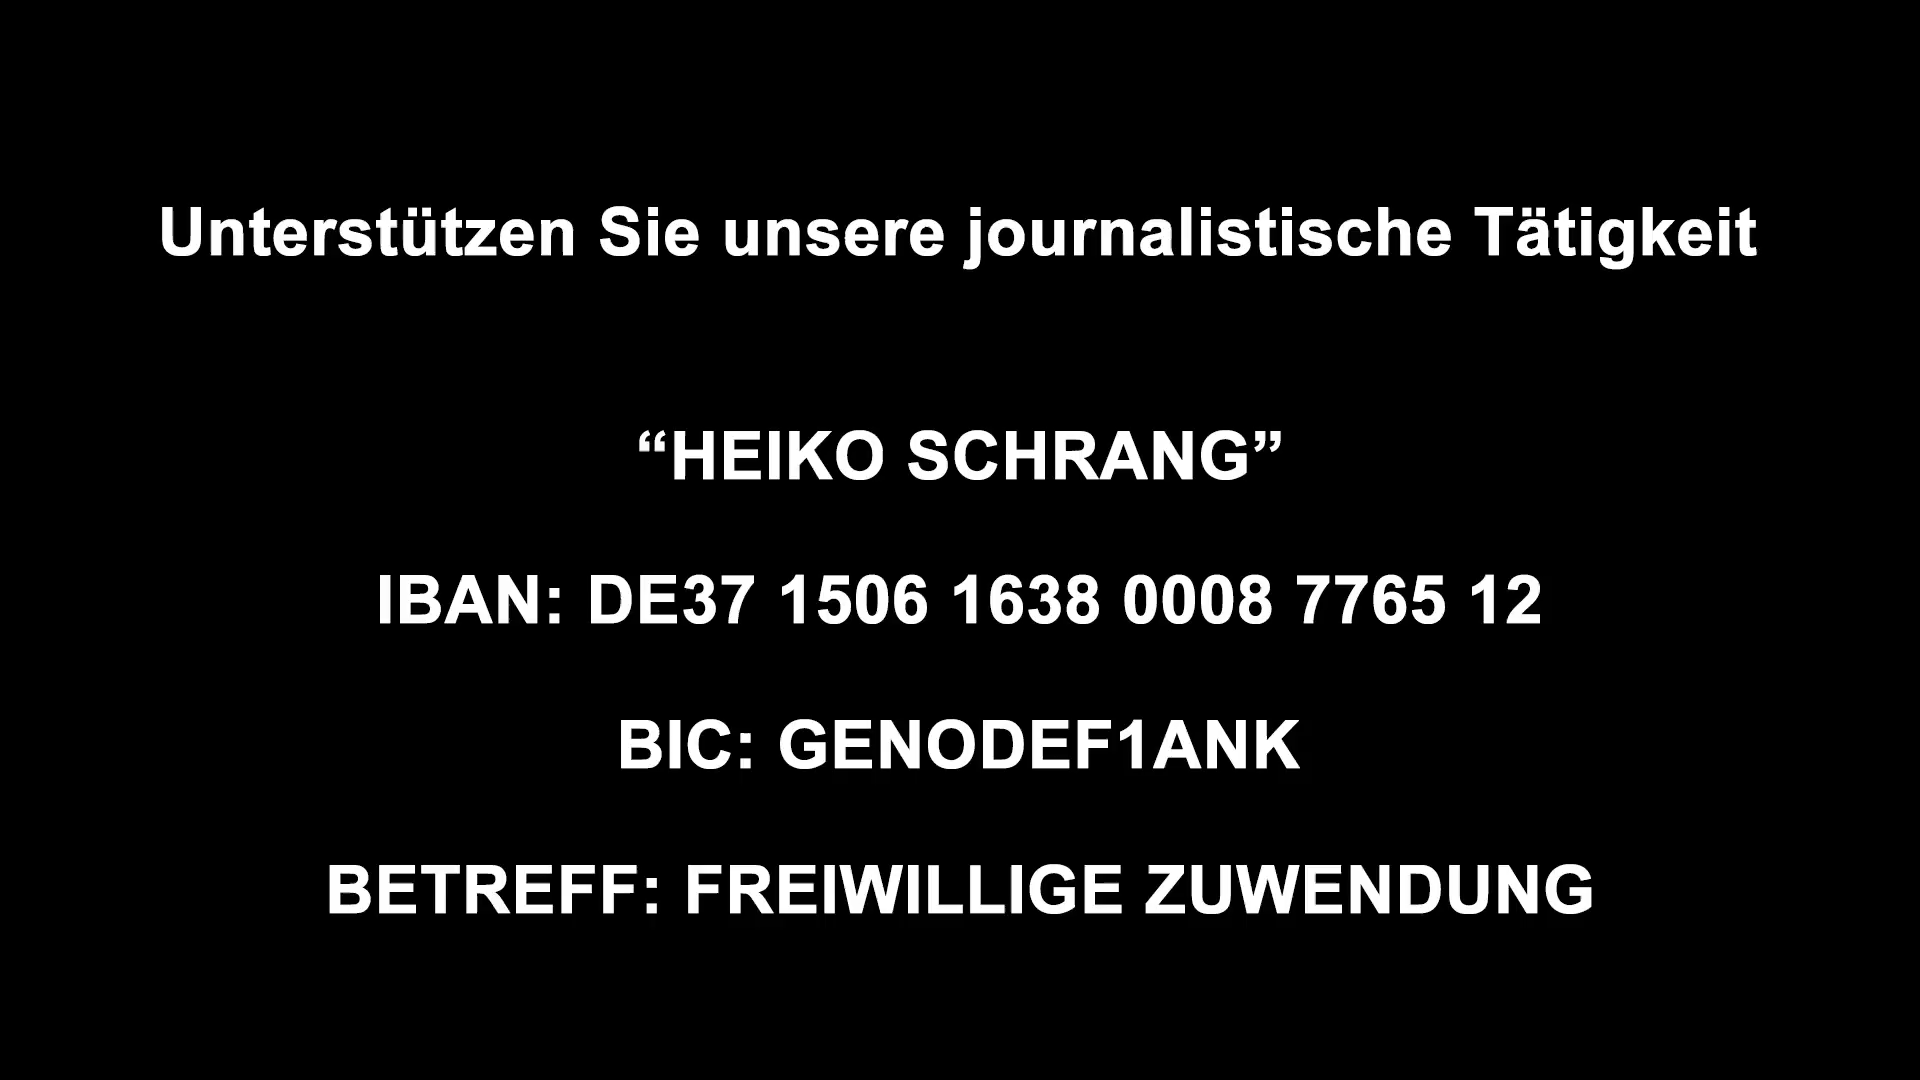 Unterstützen Sie unsere journalistische Tätigkeit
“HEIKO SCHRANG”
IBAN: DE37 1506 1638 0008 7765 12
BIC: GENODEF1ANK
BETREFF: FREIWILLIGE ZUWENDUNG